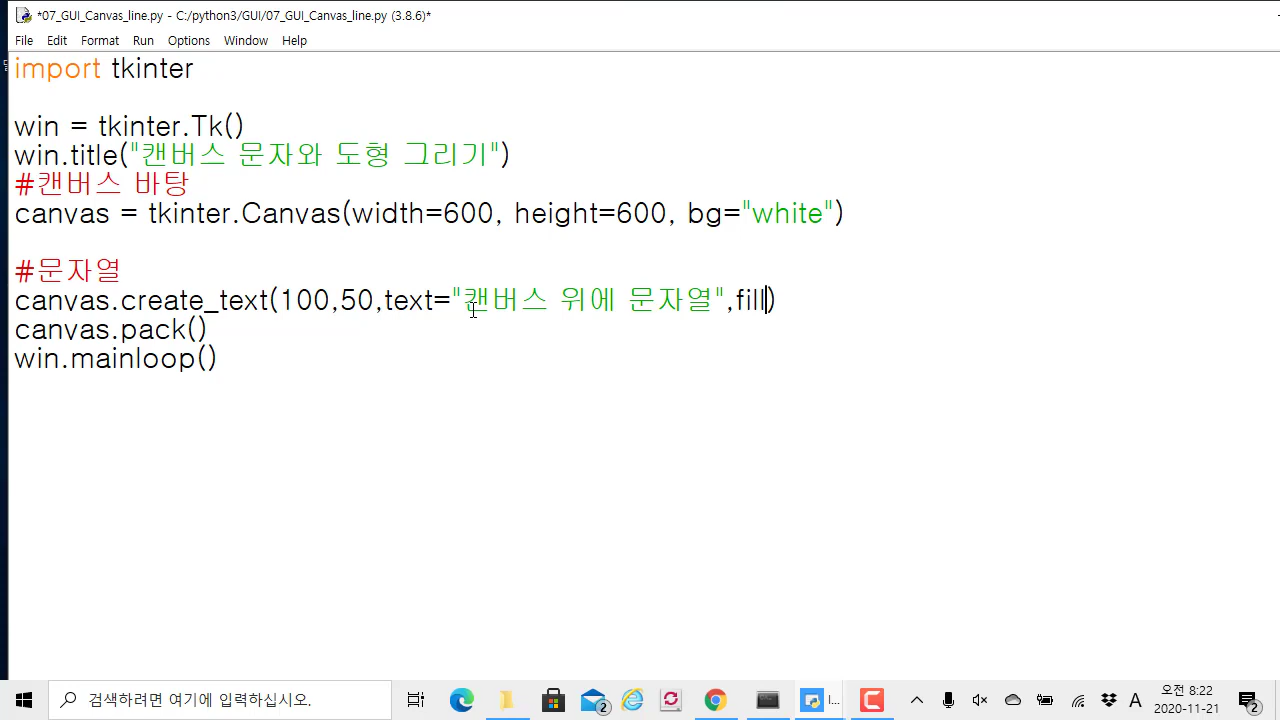 *07_GUI_Canvas_line.py - C:/python3/GUI/07_GUI_Canvas_line.py (3.8.6)*
File Edit Format Run Options Window Help
import tkinter
win = tkinter.Tk()
win.title("캔버스 문자와 도형 그리기")
#캔버스 바탕
canvas = tkinter.Canvas(width=600, height=600, bg="white")
#문자열
canvas.create_text(100,50,text="캔버스 위에 문자열",fill)
canvas.pack()
win.mainloop()
검색하려면 여기에 입력하십시오.
2
I...
A
오전 8:22
2020-11-21
2